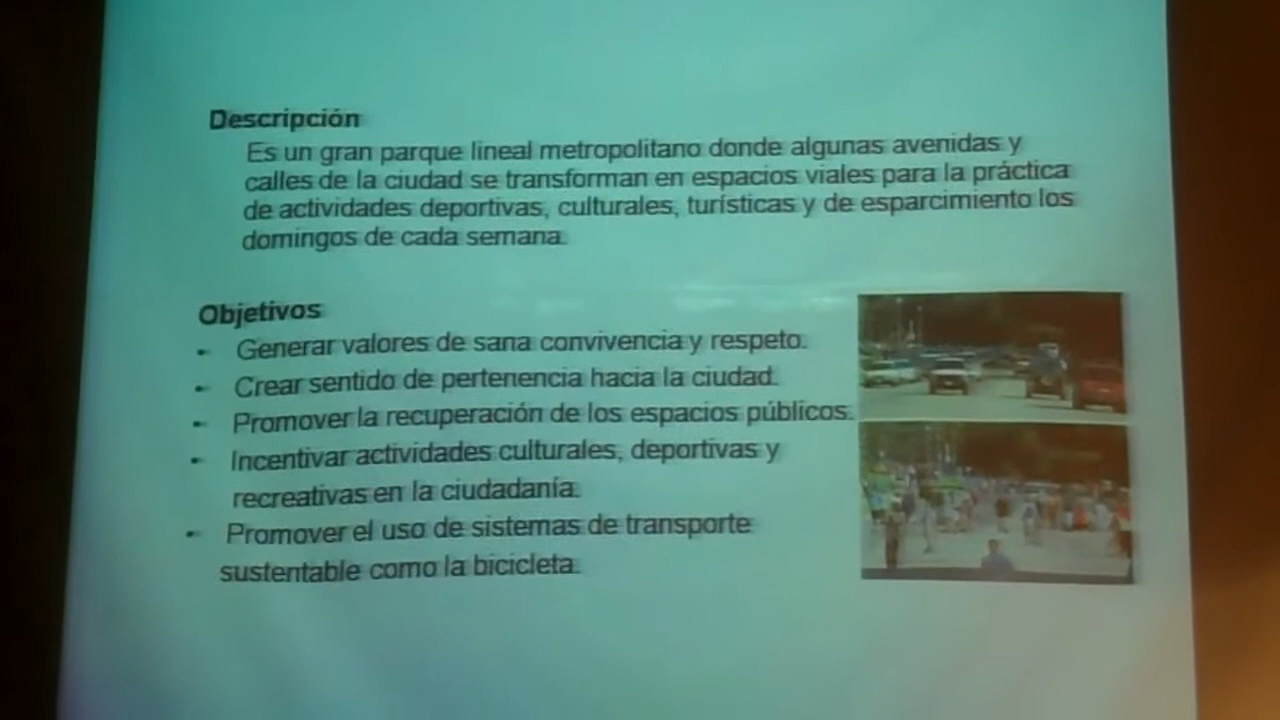 Descripción
Es un gran parque lineal metropolitano donde algunas avenidas y
calles de la ciudad se transforman en espacios viales para la práctica
de actividades deportivas, culturales, turísticas y de esparcimiento los
domingos de cada semana.
Objetivos
- Generar valores de sana convivencia y respeto.
- Crear sentido de pertenencia hacia la ciudad.
- Promover la recuperación de los espacios públicos.
- Incentivar actividades culturales, deportivas y
recreativas en la ciudadanía.
- Promover el uso de sistemas de transporte
sustentable como la bicicleta.